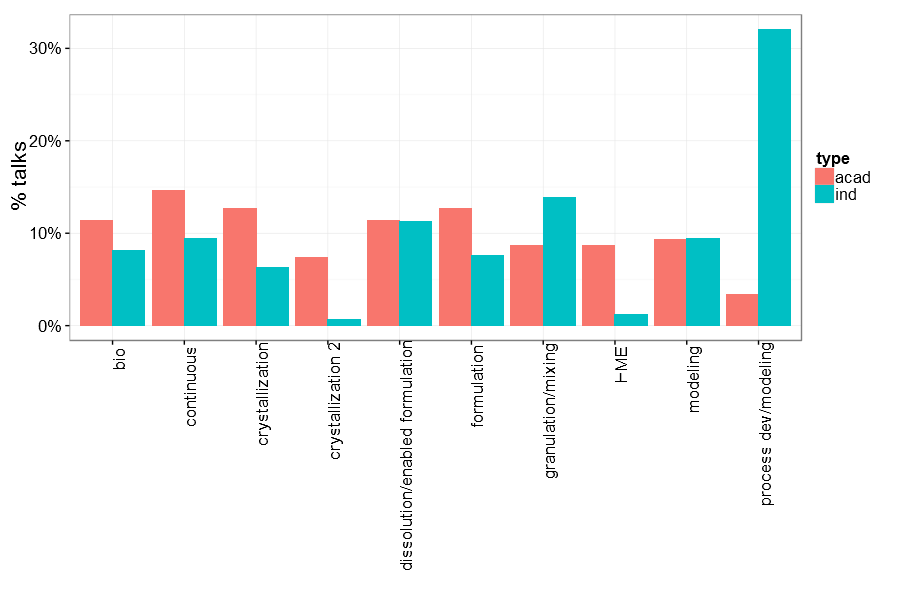 % talks
30%
20%
10%
0%
bio
continuous
crystallization
crystallization 2
dissolution/enabled formulation
formulation
granulation/mixing
HME
modeling
process dev/modeling
type
acad
ind